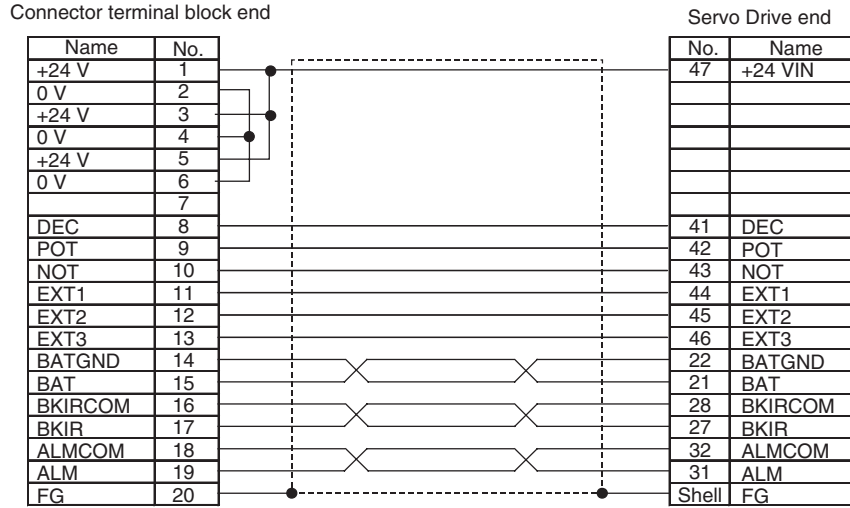 Connector terminal block end
Servo Drive end
Name No. No. Name
+24 V 1 47 +24 VIN
0 V 2
+24 V 3
0 V 4
+24 V 5
0 V 6
7
DEC 8 41 DEC
POT 9 42 POT
NOT 10 43 NOT
EXT1 11 44 EXT1
EXT2 12 45 EXT2
EXT3 13 46 EXT3
BATGND 14 22 BATGND
BAT 15 21 BAT
BKIRCOM 16 28 BKIRCOM
BKIR 17 27 BKIR
ALMCOM 18 32 ALMCOM
ALM 19 31 ALM
FG 20 Shell FG